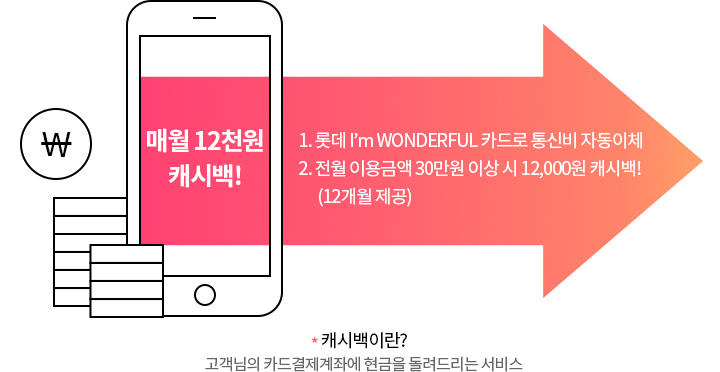 ₩
매월 12천원
캐시백!
1. 롯데 I'm WONDERFUL 카드로 통신비 자동이체
2. 전월 이용금액 30만원 이상 시 12,000원 캐시백!
(12개월 제공)
* 캐시백이란?
고객님의 카드결제계좌에 현금을 돌려드리는 서비스